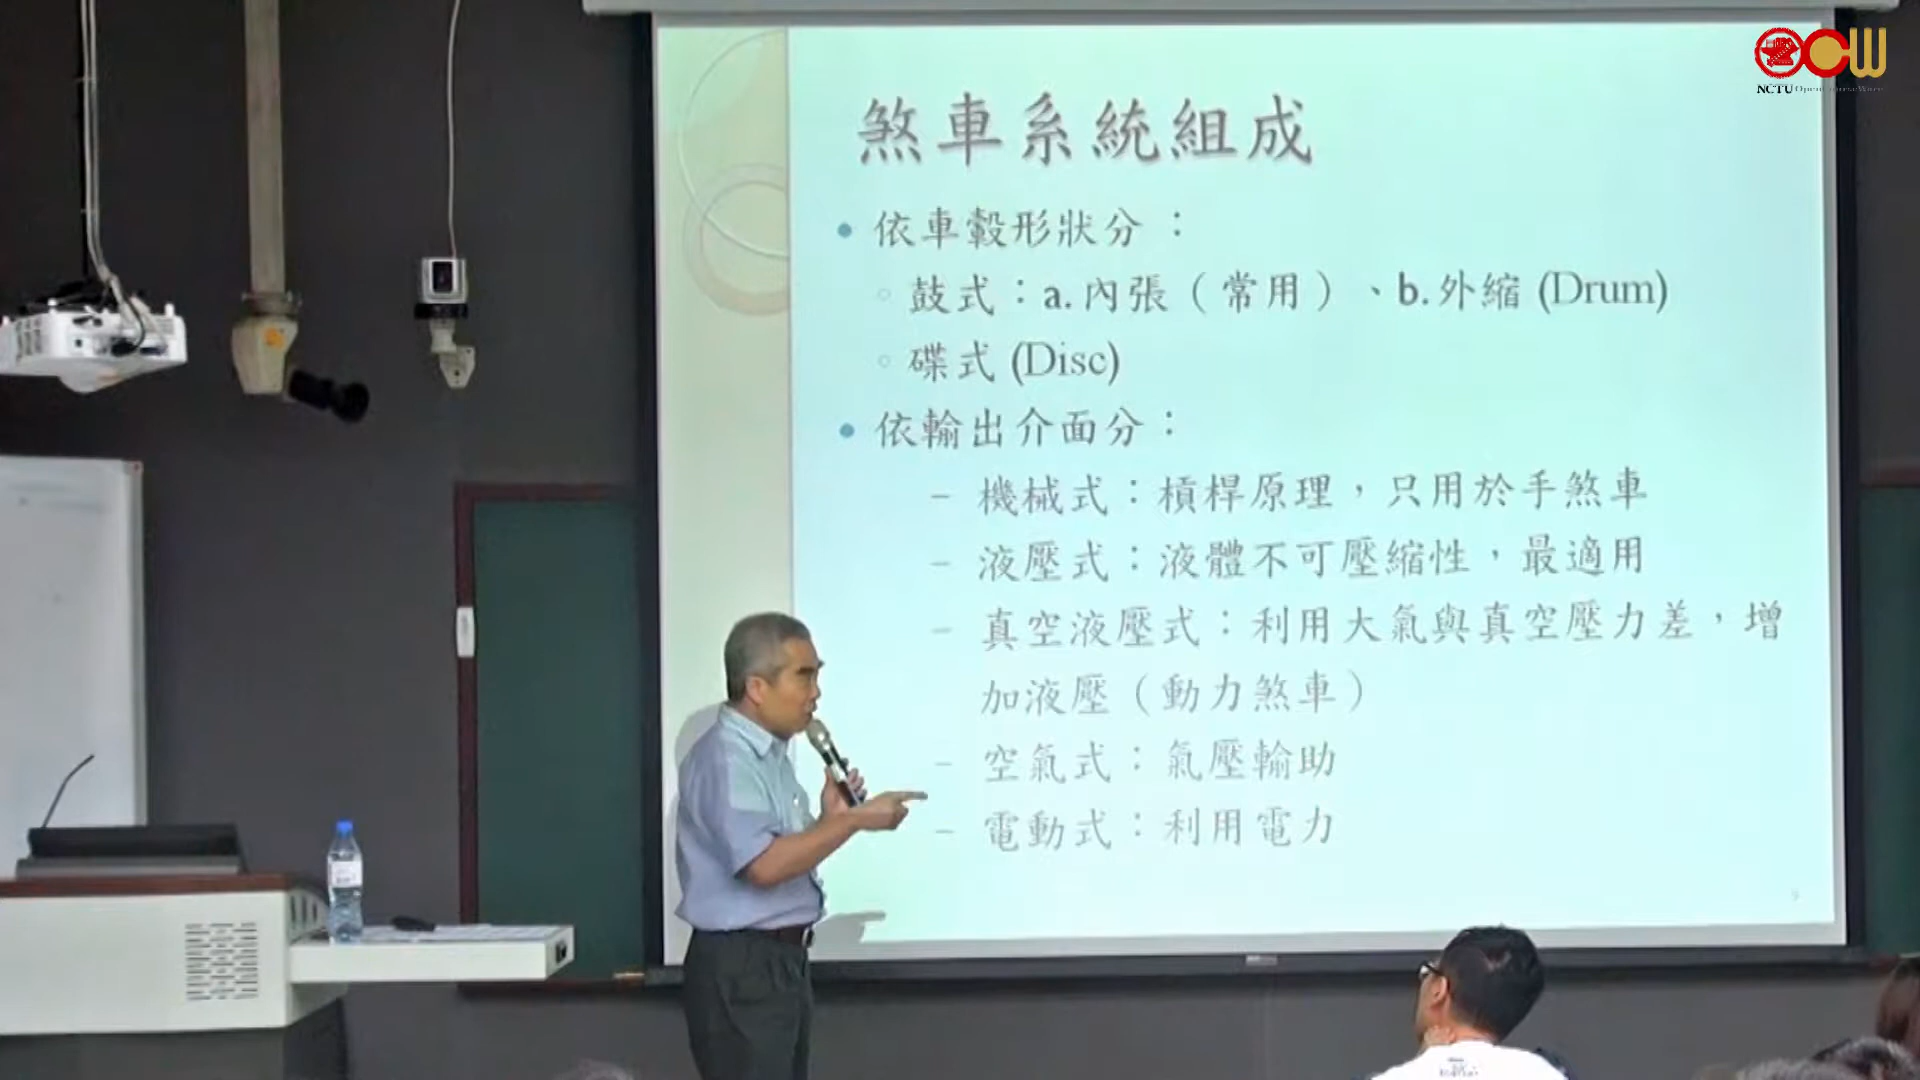 NCTU OpenCourseWare
煞車系統組成
• 依車轂形狀分：
◦ 鼓式：a. 內張（常用）、b. 外縮 (Drum)
◦ 碟式 (Disc)
• 依輸出介面分：
– 機械式：槓桿原理，只用於手煞車
– 液壓式：液體不可壓縮性，最適用
– 真空液壓式：利用大氣與真空壓力差，增
加液壓（動力煞車）
– 空氣式：氣壓輸助
– 電動式：利用電力
9